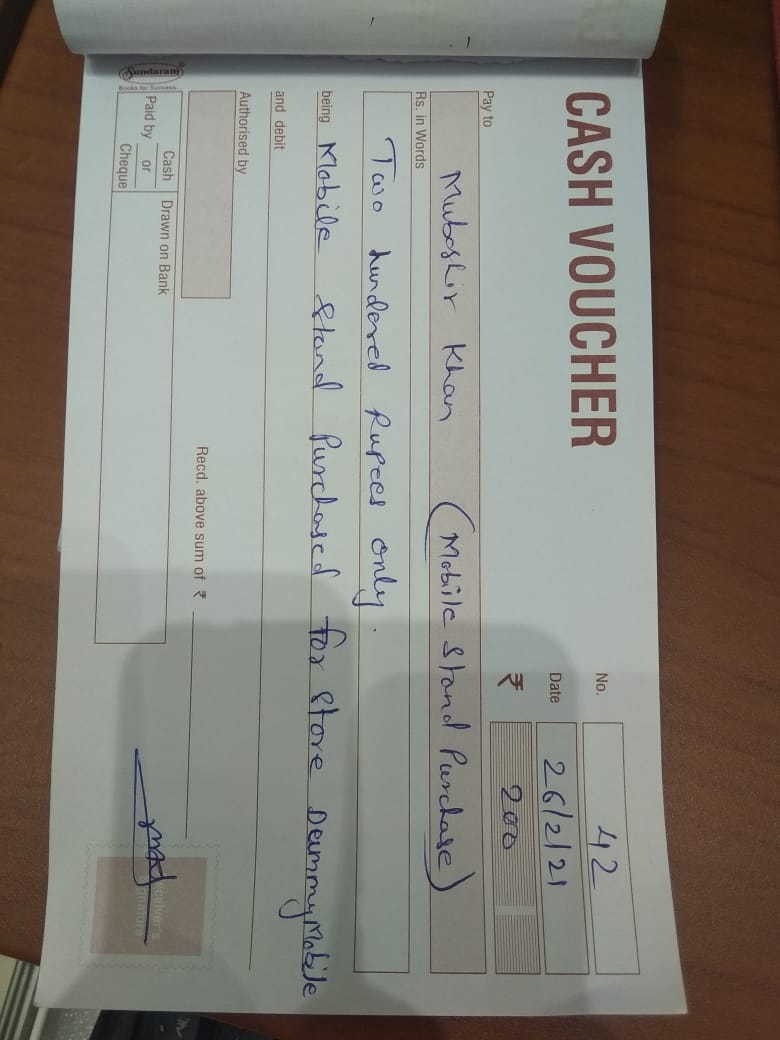 CASH VOUCHER
No. 42
Date 26/2/21
₹ 200
Pay to
Mubashir Khan (Mobile Stand Purchase)
Rs. in Words
Two hundered Rupees only.
being Mobile Stand Purchased for Store Dummy Mobile
and debit
Authorised by
Recd. above sum of ₹
Sundaram
Books for Success...
Paid by Cash or Cheque
Drawn on Bank
Receiver's
Signature